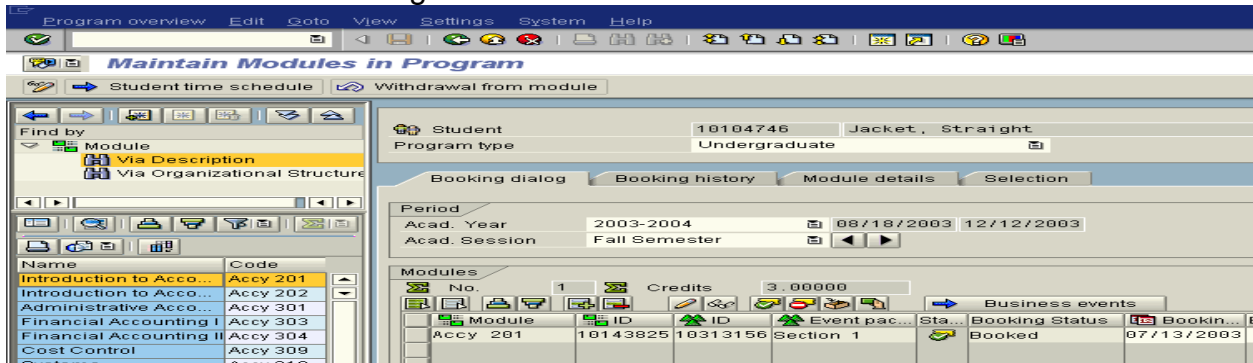 Program overview Edit Goto View Settings System Help
Maintain Modules in Program
Student time schedule Withdrawal from module
Find by
Module
Via Description
Via Organizational Structure
Name Code
Introduction to Acco... Accy 201
Introduction to Acco... Accy 202
Administrative Acco... Accy 301
Financial Accounting I Accy 303
Financial Accounting II Accy 304
Cost Control Accy 309
Student 10104746 Jacket, Straight
Program type Undergraduate
Booking dialog Booking history Module details Selection
Period
Acad. Year 2003-2004 08/18/2003 12/12/2003
Acad. Session Fall Semester
Modules
No. 1 Credits 3.00000
Business events
Module ID ID Event pac... Sta... Booking Status Bookin...
Accy 201 10143825 10313156 Section 1 Booked 07/13/2003